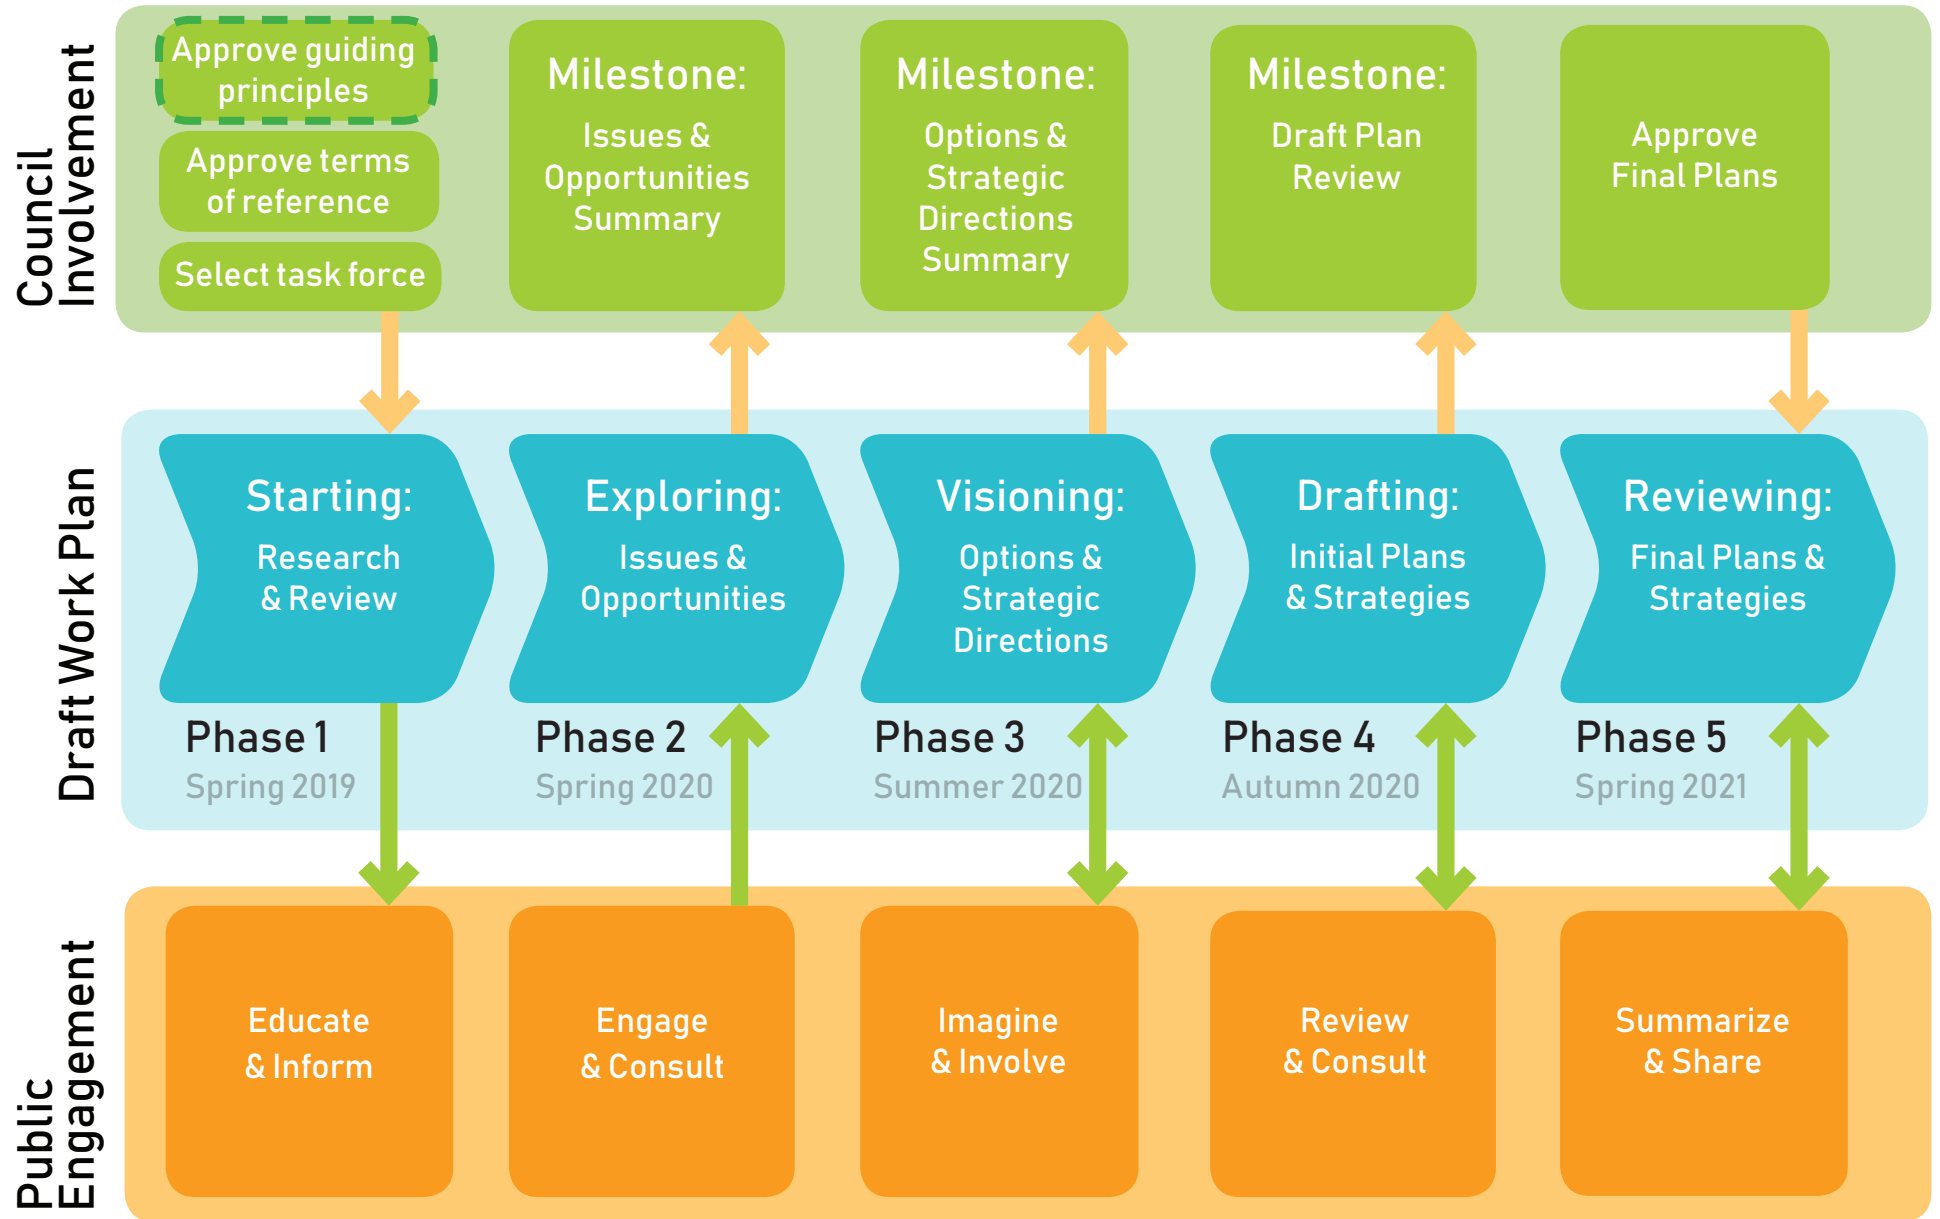 Council
Involvement
Approve guiding
principles
Approve terms
of reference
Select task force
Milestone:
Issues &
Opportunities
Summary
Milestone:
Options &
Strategic
Directions
Summary
Milestone:
Draft Plan
Review
Approve
Final Plans
Draft Work Plan
Starting:
Research
& Review
Phase 1
Spring 2019
Exploring:
Issues &
Opportunities
Phase 2
Spring 2020
Visioning:
Options &
Strategic
Directions
Phase 3
Summer 2020
Drafting:
Initial Plans
& Strategies
Phase 4
Autumn 2020
Reviewing:
Final Plans &
Strategies
Phase 5
Spring 2021
Public
Engagement
Educate
& Inform
Engage
& Consult
Imagine
& Involve
Review
& Consult
Summarize
& Share